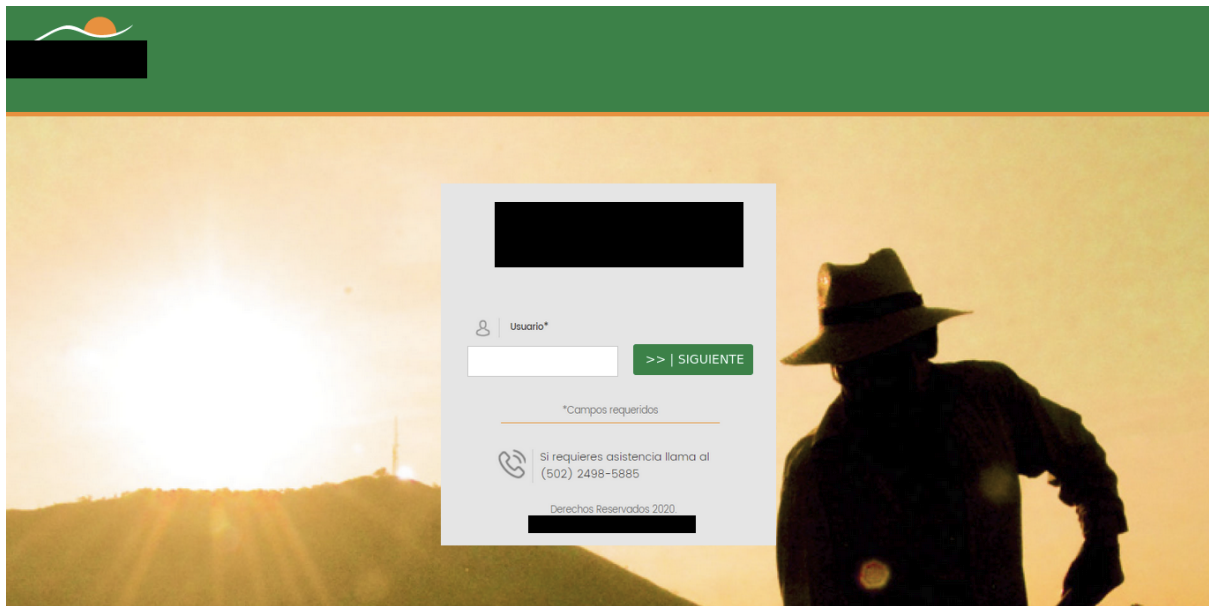 Usuario*
>> | SIGUIENTE
*Campos requeridos
Si requieres asistencia llama al
(502) 2498-5885
Derechos Reservados 2020.